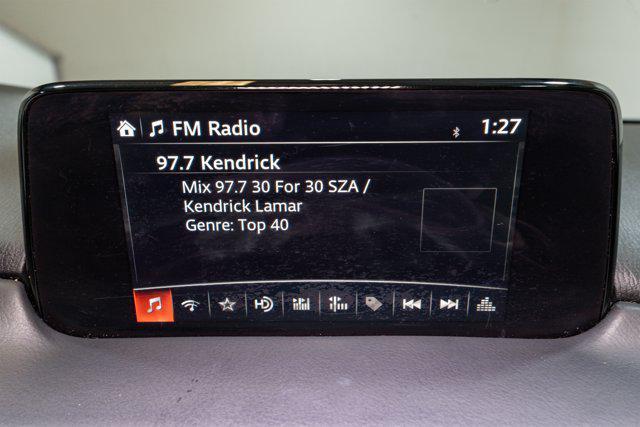 FM Radio 1:27
97.7 Kendrick
Mix 97.7 30 For 30 SZA /
Kendrick Lamar
Genre: Top 40
HD